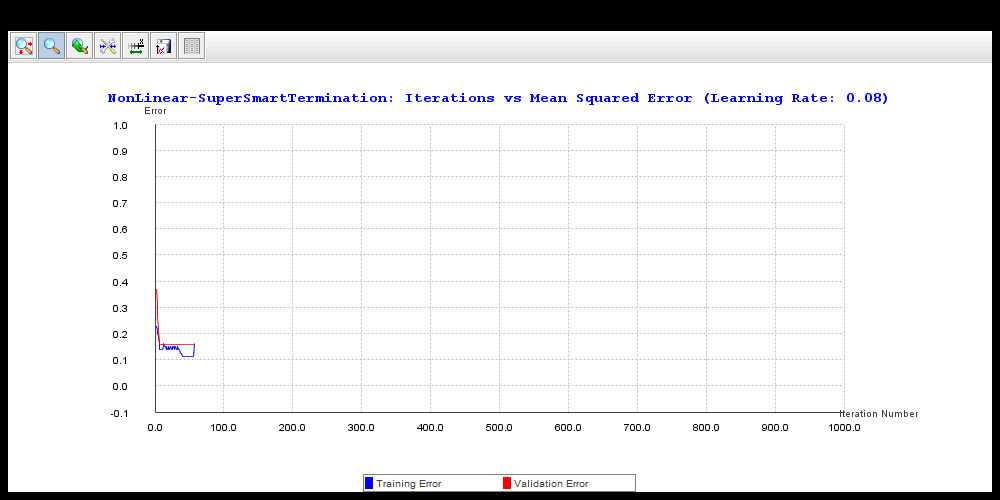 NonLinear-SuperSmartTermination: Iterations vs Mean Squared Error (Learning Rate: 0.08)
Error
1.0
0.9
0.8
0.7
0.6
0.5
0.4
0.3
0.2
0.1
0.0
-0.1
Iteration Number
0.0 100.0 200.0 300.0 400.0 500.0 600.0 700.0 800.0 900.0 1000.0
Training Error Validation Error